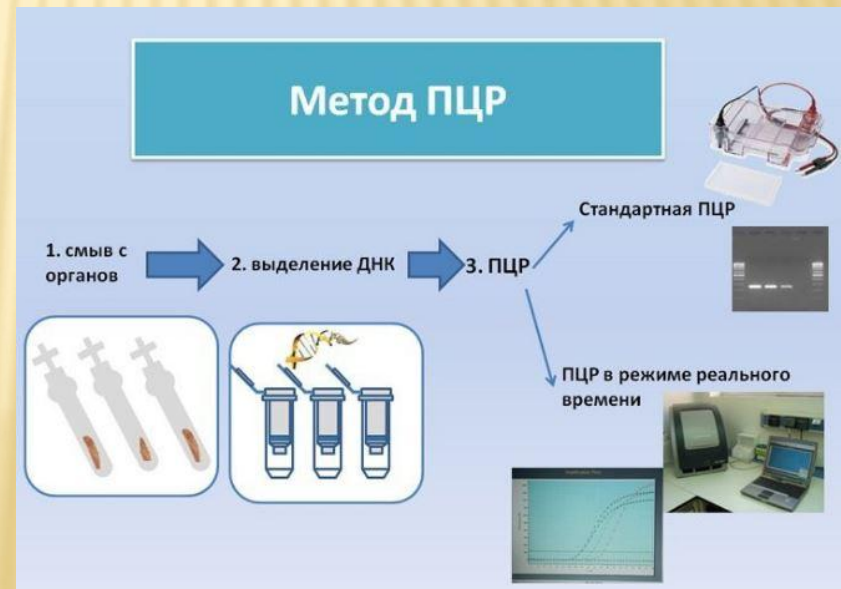 Метод ПЦР
1. смыв с
органов
2. выделение ДНК
3. ПЦР
Стандартная ПЦР
ПЦР в режиме реального
времени